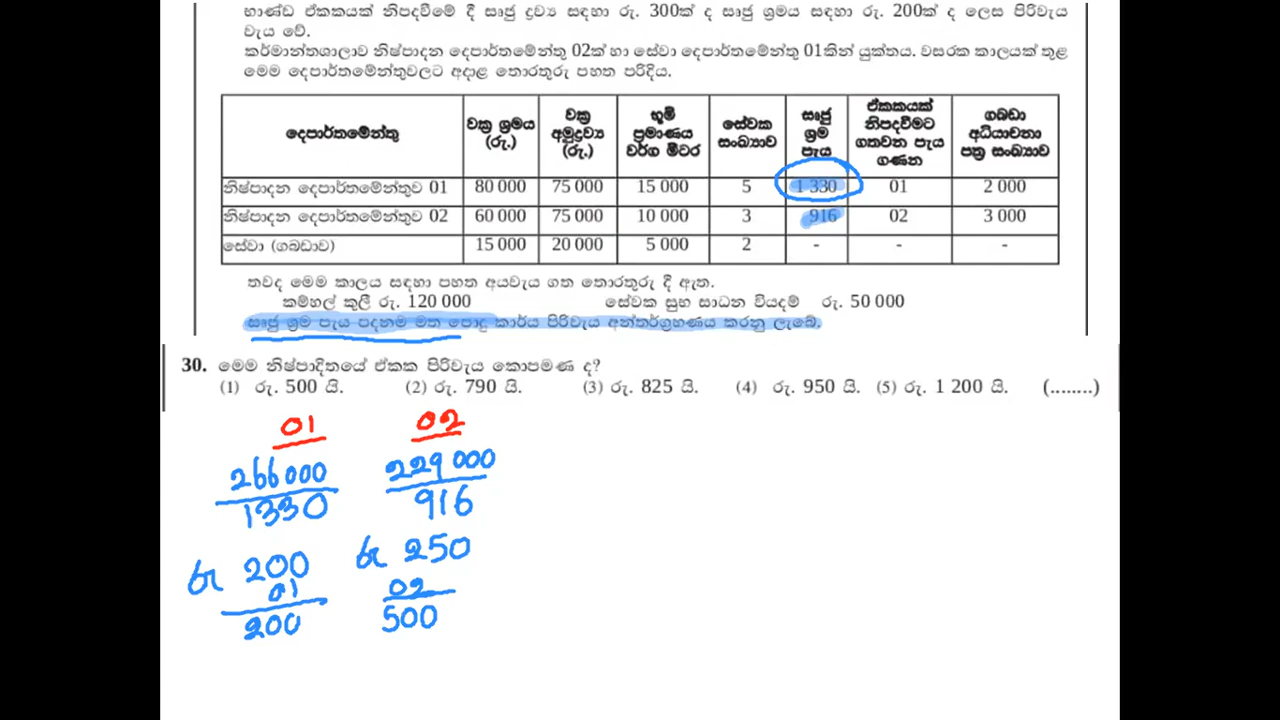 භාණ්ඩ ඒකකයක් නිපදවීමේ දී සෘජු ද්‍රව්‍ය සඳහා රු. 300ක් ද සෘජු ශ්‍රමය සඳහා රු. 200ක් ද ලෙස පිරිවැය
වැය වේ.
කර්මාන්තශාලාව නිෂ්පාදන දෙපාර්තමේන්තු 02ක් හා සේවා දෙපාර්තමේන්තු 01කින් යුක්තය. වසරක කාලයක් තුළ
මෙම දෙපාර්තමේන්තුවලට අදාළ තොරතුරු පහත පරිදිය.
දෙපාර්තමේන්තු වක්‍ර ශ්‍රමය (රු.) වක්‍ර අමුද්‍රව්‍ය (රු.) භූමි ප්‍රමාණය වර්ග මීටර් සේවක සංඛ්‍යාව සෘජු ශ්‍රම පැය ඒකකයක් නිපදවීමට ගතවන පැය ගණන ගබඩා අධියාචනා පත්‍ර සංඛ්‍යාව
නිෂ්පාදන දෙපාර්තමේන්තුව 01 80 000 75 000 15 000 5 1 330 01 2 000
නිෂ්පාදන දෙපාර්තමේන්තුව 02 60 000 75 000 10 000 3 916 02 3 000
සේවා (ගබඩාව) 15 000 20 000 5 000 2 - - -
තවද මෙම කාලය සඳහා පහත අයවැය ගත තොරතුරු දී ඇත.
කම්හල් කුලී රු. 120 000 සේවක සුභ සාධන වියදම් රු. 50 000
සෘජු ශ්‍රම පැය පදනම මත පොදු කාර්ය පිරිවැය අන්තර්ග්‍රහණය කරනු ලැබේ.
30. මෙම නිෂ්පාදිතයේ ඒකක පිරිවැය කොපමණ ද?
(1) රු. 500 යි. (2) රු. 790 යි. (3) රු. 825 යි. (4) රු. 950 යි. (5) රු. 1 200 යි. (........)
01 02
266000 229000
1330 916
රු 200 රු 250
01 02
200 500